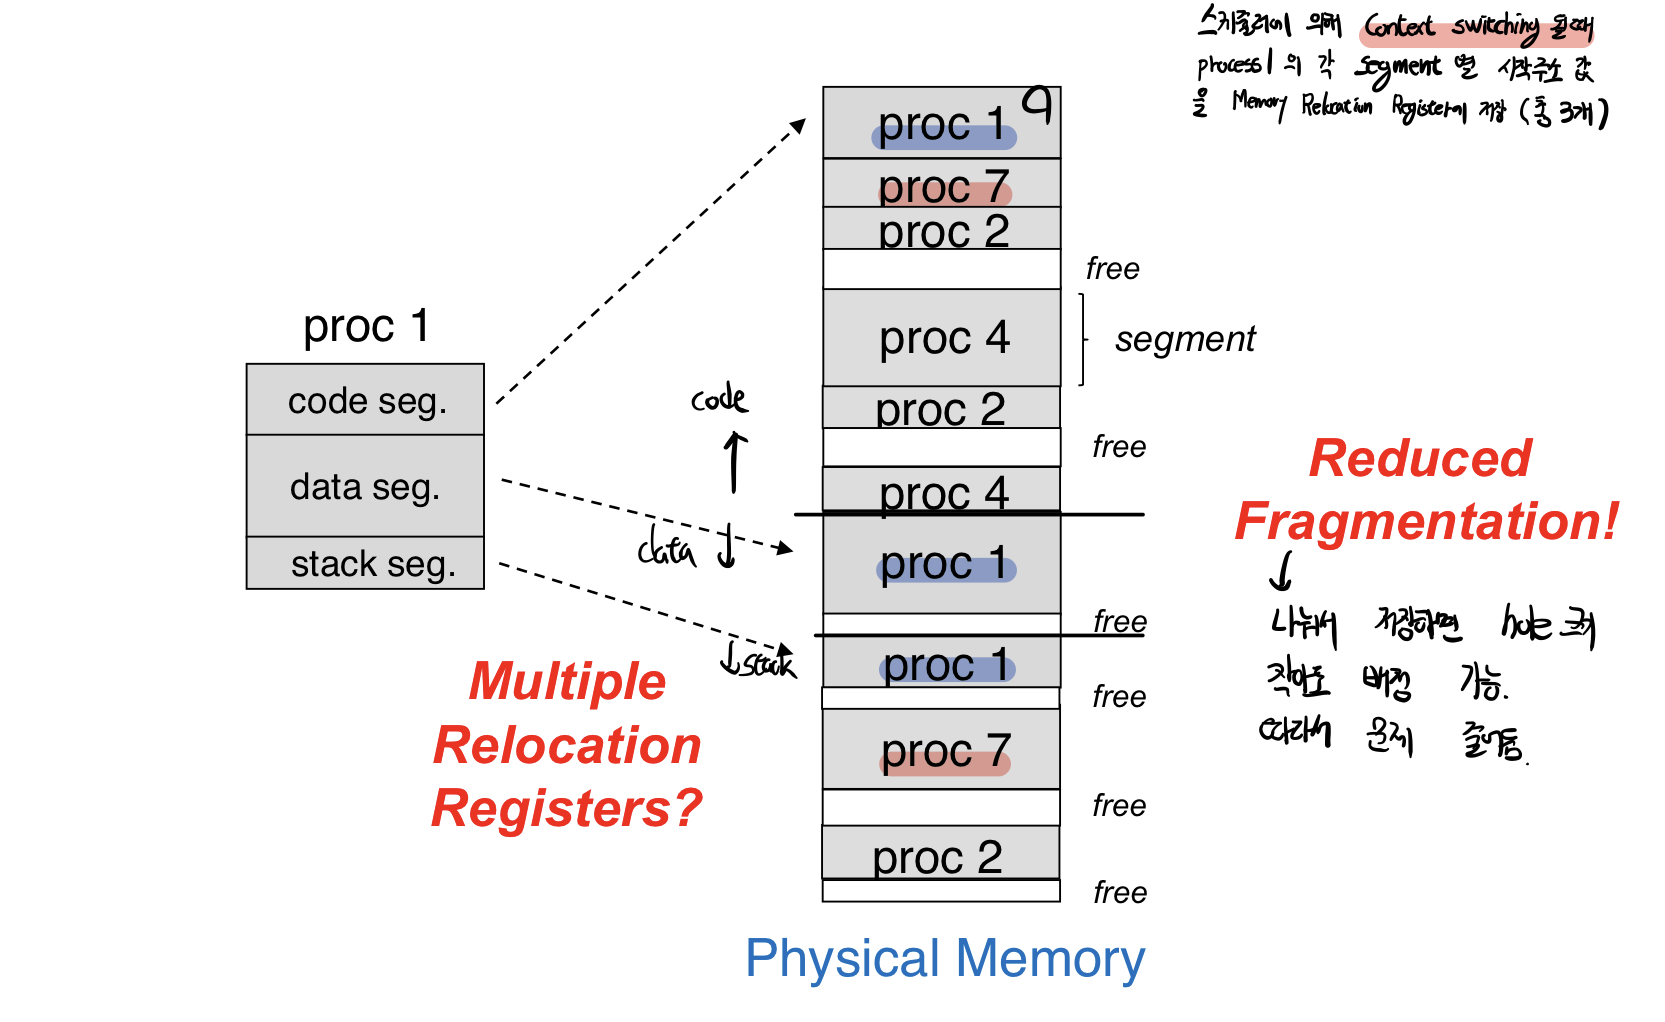 스케줄러에 의해 Context switching 될때
process 1의 각 segment 별 시작주소 값
을 Memory Relocation Register에 저장 (총 3개)
proc 1
proc 7
proc 2
free
proc 4
segment
proc 2
free
proc 4
proc 1
free
proc 1
free
proc 7
free
proc 2
free
Physical Memory
proc 1
code seg.
data seg.
stack seg.
code
data
stack
Multiple
Relocation
Registers?
Reduced
Fragmentation!
나눠서 저장하면 hole 크기
작아도 배정 가능.
따라서 문제 줄어듦.